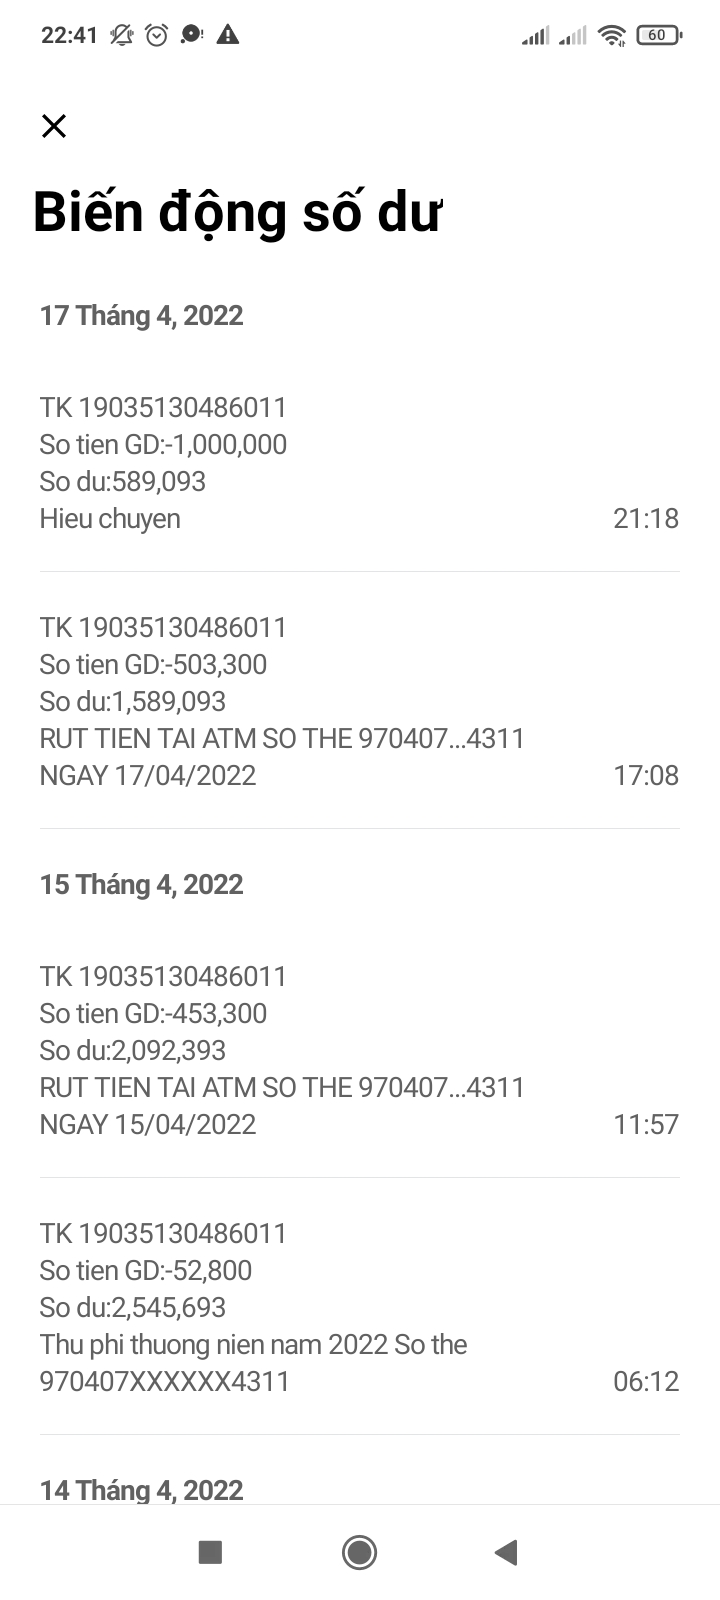 22:41
60
Biến động số dư
17 Tháng 4, 2022
TK 19035130486011
So tien GD:-1,000,000
So du:589,093
Hieu chuyen 21:18
TK 19035130486011
So tien GD:-503,300
So du:1,589,093
RUT TIEN TAI ATM SO THE 970407...4311
NGAY 17/04/2022 17:08
15 Tháng 4, 2022
TK 19035130486011
So tien GD:-453,300
So du:2,092,393
RUT TIEN TAI ATM SO THE 970407...4311
NGAY 15/04/2022 11:57
TK 19035130486011
So tien GD:-52,800
So du:2,545,693
Thu phi thuong nien nam 2022 So the
970407XXXXXX4311 06:12
14 Tháng 4, 2022